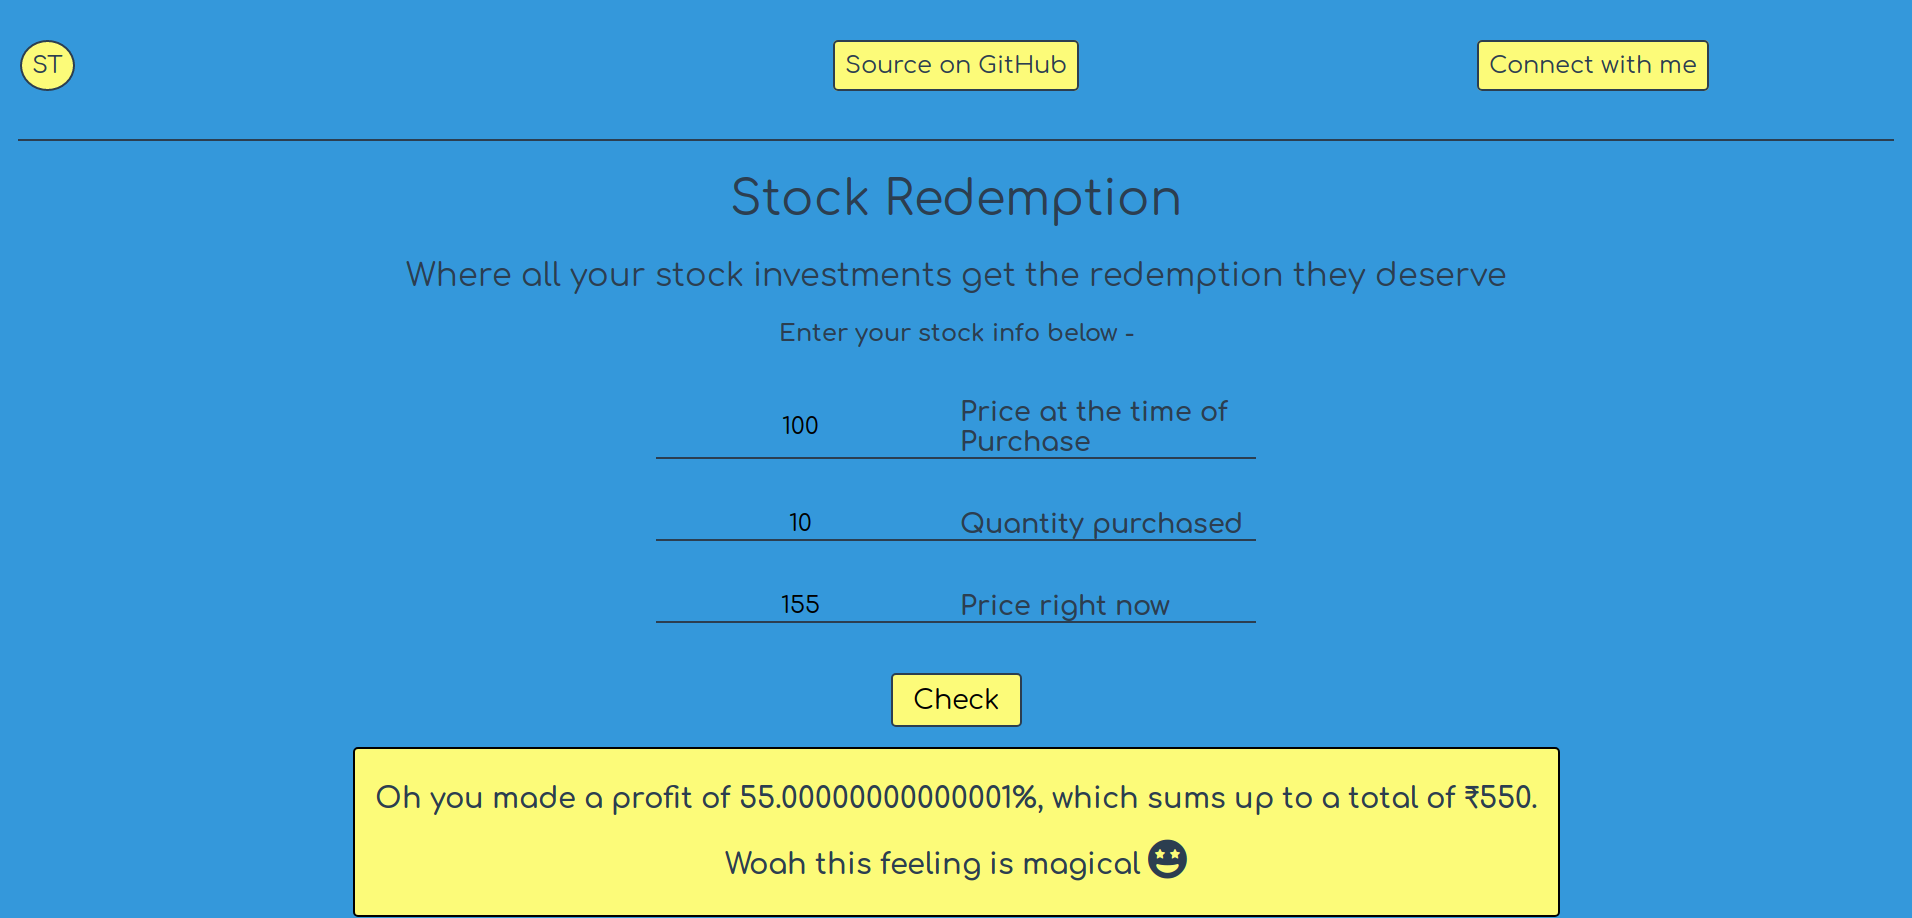 ST
Source on GitHub
Connect with me
Stock Redemption
Where all your stock investments get the redemption they deserve
Enter your stock info below -
100
Price at the time of
Purchase
10
Quantity purchased
155
Price right now
Check
Oh you made a profit of 55.00000000000001%, which sums up to a total of ₹550.
Woah this feeling is magical